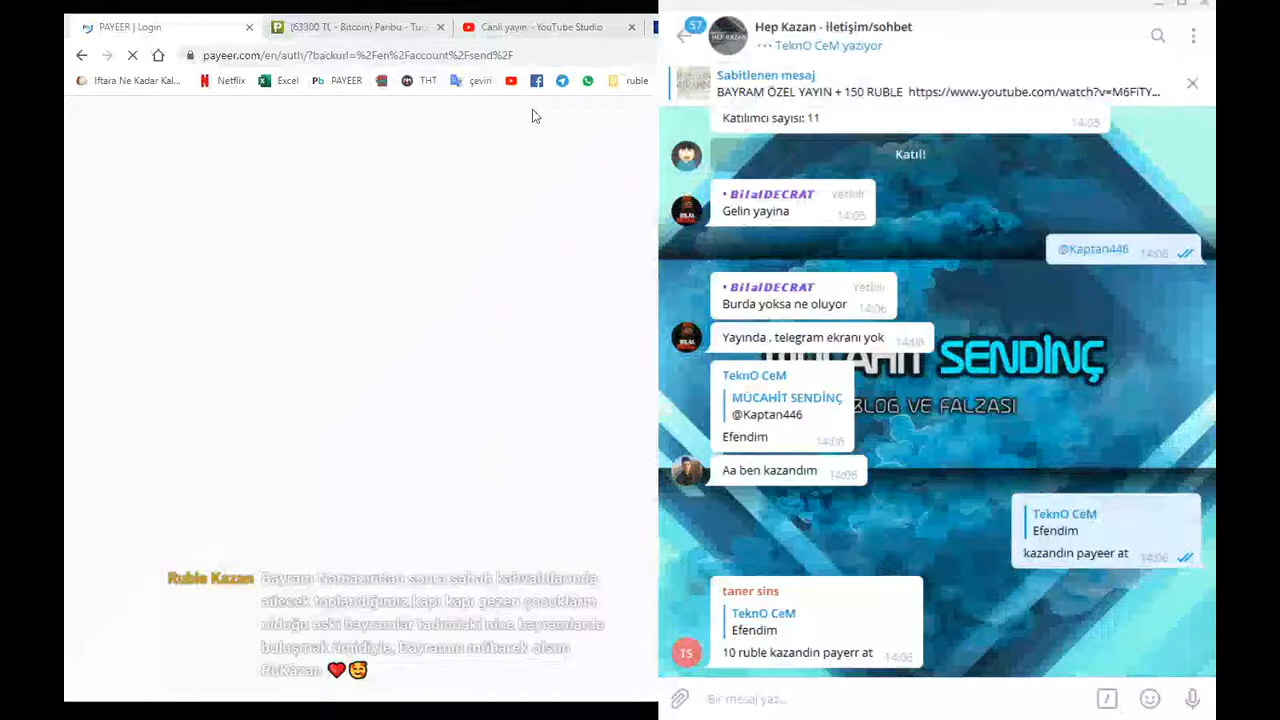 PAYEER | Login
(63300 TL - Bitcoin) Paribu - Tür
Canlı yayın - YouTube Studio
payeer.com/en/auth/?backurl=%2Fen%2Faccount%2Fsend%2F
İftara Ne Kadar Kal...
Netflix
Excel
Pb PAYEER
THT
çeviri
ruble
Ruble Kazan Bayram Namazından sonra sabah kahvaltılarında
ailecek toplandığımız,kapı kapı gezen çocukların
olduğu eski bayramlar tadındaki nice bayramlarda
buluşmak ümidiyle, Bayramın mübarek olsun
57
Hep Kazan - iletişim/sohbet
TeknO CeM yazıyor
Sabitlenen mesaj
BAYRAM ÖZEL YAYIN + 150 RUBLE https://www.youtube.com/watch?v=M6FiTY...
Katılımcı sayısı: 11
14:05
Katıl!
• BilalDECRAT Yetkili
Gelin yayina
14:05
@Kaptan446 14:06
• BilalDECRAT Yetkili
Burda yoksa ne oluyor
14:06
Yayında , telegram ekranı yok 14:06
SENDİNÇ
BLOG VE FALZASI
TeknO CeM
MÜCAHİT SENDİNÇ
@Kaptan446
Efendim
14:06
Aa ben kazandım 14:06
TeknO CeM
Efendim
kazandın payeer at 14:06
taner sins
TeknO CeM
Efendim
TS
10 ruble kazandin payerr at 14:06
Bir mesaj yaz...